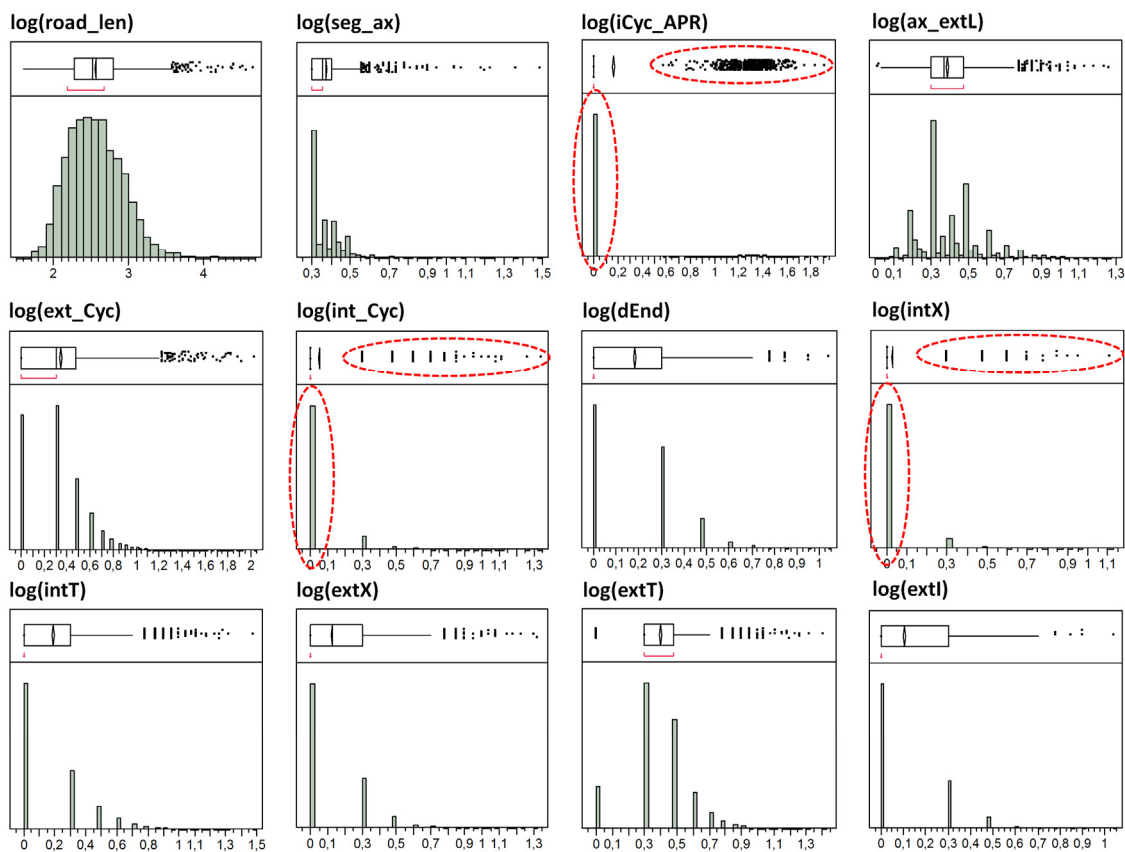 log(road_len) log(seg_ax) log(iCyc_APR) log(ax_extL)
2 3 4 0,3 0,5 0,7 0,9 1 1,1 1,3 1,5 0 0,2 0,4 0,6 0,8 1 1,2 1,4 1,6 1,8 0 0,1 0,3 0,5 0,7 0,9 1 1,1 1,3
log(ext_Cyc) log(int_Cyc) log(dEnd) log(intX)
0 0,2 0,4 0,6 0,8 1 1,2 1,4 1,6 1,8 2 0 0,1 0,3 0,5 0,7 0,9 1,1 1,3 0 0,1 0,2 0,3 0,4 0,5 0,6 0,7 0,8 0,9 1 0 0,1 0,3 0,5 0,7 0,9 1 1,1
log(intT) log(extX) log(extT) log(extI)
0 0,2 0,4 0,6 0,8 1 1,1 1,3 1,5 0 0,1 0,3 0,5 0,7 0,9 1,1 1,3 0 0,2 0,4 0,6 0,8 1 1,1 1,3 0 0,1 0,2 0,3 0,4 0,5 0,6 0,7 0,8 0,9 1